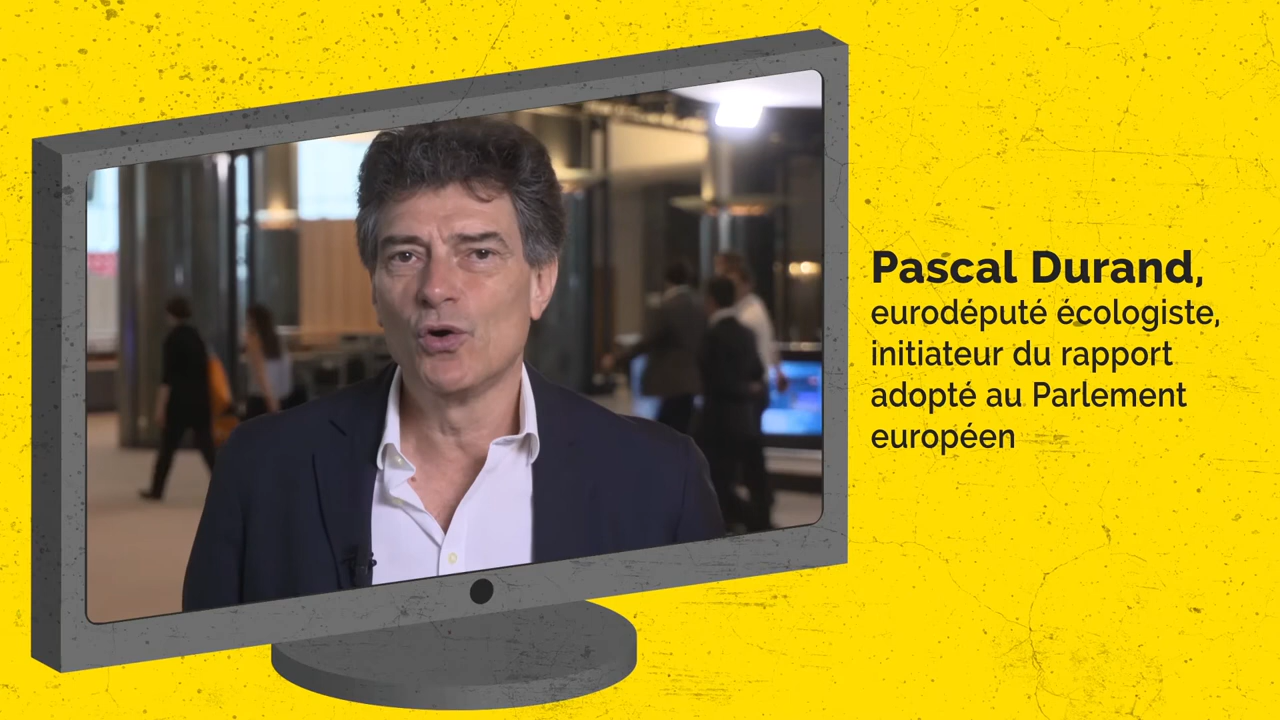 Pascal Durand,
eurodéputé écologiste,
initiateur du rapport
adopté au Parlement
européen